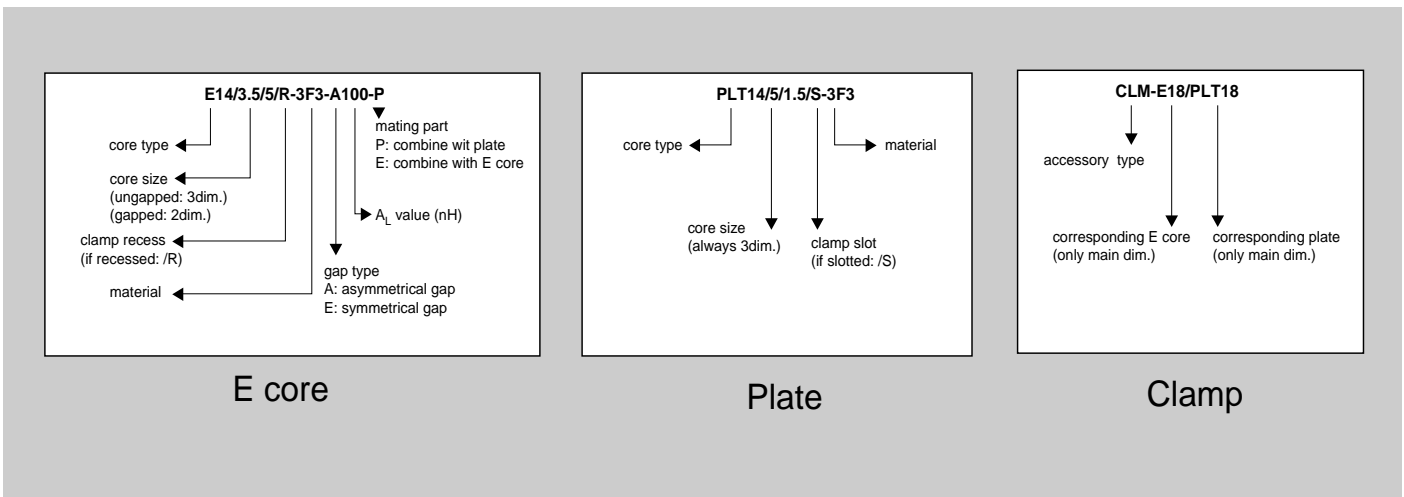 E14/3.5/5/R-3F3-A100-P
mating part
P: combine wit plate
E: combine with E core
core type
core size
(ungapped: 3dim.)
(gapped: 2dim.)
AL value (nH)
clamp recess
(if recessed: /R)
gap type
A: asymmetrical gap
E: symmetrical gap
material
E core
PLT14/5/1.5/S-3F3
core type
material
core size
(always 3dim.)
clamp slot
(if slotted: /S)
Plate
CLM-E18/PLT18
accessory type
corresponding E core
(only main dim.)
corresponding plate
(only main dim.)
Clamp